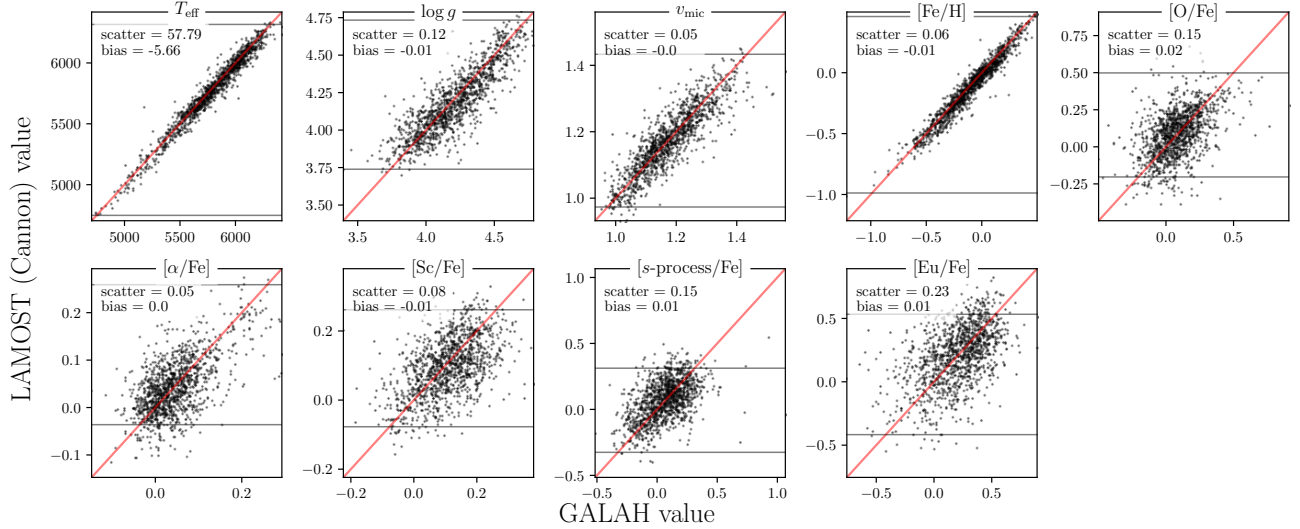 T_eff
log g
v_mic
[Fe/H]
[O/Fe]
scatter = 57.79
bias = -5.66
scatter = 0.12
bias = -0.01
scatter = 0.05
bias = -0.0
scatter = 0.06
bias = -0.01
scatter = 0.15
bias = 0.02
6000
5500
5000
5000
5500
6000
4.75
4.50
4.25
4.00
3.75
3.50
3.5
4.0
4.5
1.4
1.2
1.0
1.0
1.2
1.4
0.0
−0.5
−1.0
−1.0
−0.5
0.0
0.75
0.50
0.25
0.00
−0.25
0.0
0.5
LAMOST (Cannon) value
[α/Fe]
[Sc/Fe]
[s-process/Fe]
[Eu/Fe]
scatter = 0.05
bias = 0.0
scatter = 0.08
bias = -0.01
scatter = 0.15
bias = 0.01
scatter = 0.23
bias = 0.01
0.2
0.1
0.0
−0.1
0.0
0.2
0.2
0.0
−0.2
−0.2
0.0
0.2
1.0
0.5
0.0
−0.5
−0.5
0.0
0.5
1.0
0.5
0.0
−0.5
−0.5
0.0
0.5
GALAH value